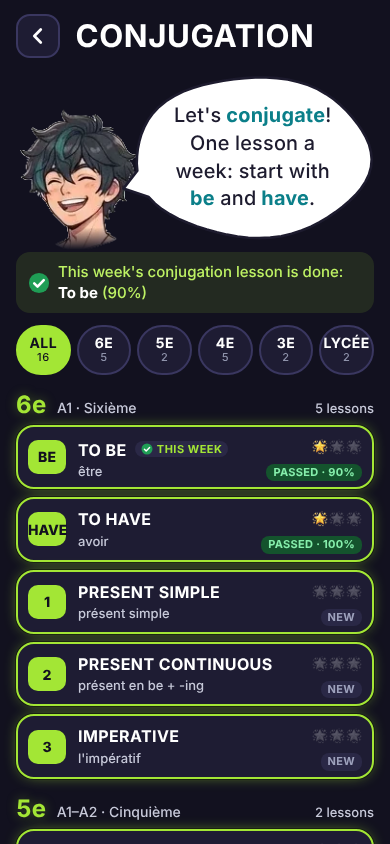 CONJUGATION
Let's conjugate!
One lesson a
week: start with
be and have.
This week's conjugation lesson is done:
To be (90%)
ALL
16
6E
5
5E
2
4E
5
3E
2
LYCÉE
2
6e A1 · Sixième 5 lessons
BE
TO BE THIS WEEK
être
PASSED · 90%
HAVE
TO HAVE
avoir
PASSED · 100%
1
PRESENT SIMPLE
présent simple
NEW
2
PRESENT CONTINUOUS
présent en be + -ing
NEW
3
IMPERATIVE
l'impératif
NEW
5e A1–A2 · Cinquième 2 lessons